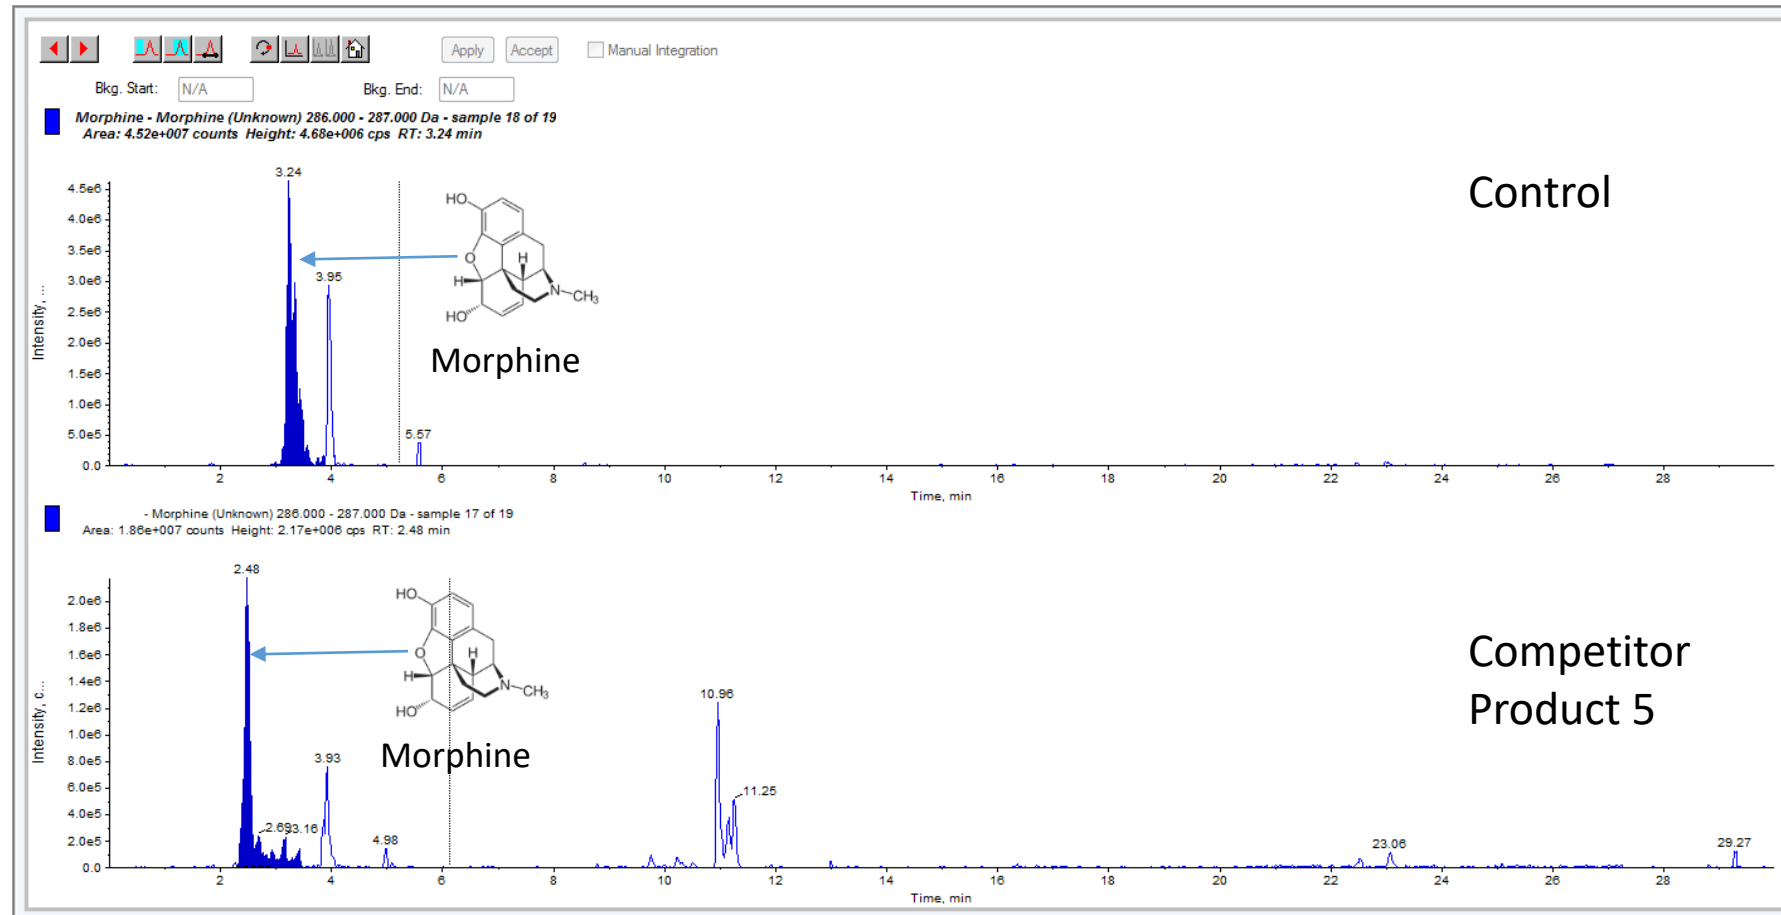 Apply Accept Manual Integration
Bkg. Start: N/A Bkg. End: N/A
Morphine - Morphine (Unknown) 286.000 - 287.000 Da - sample 18 of 19
Area: 4.52e+007 counts Height: 4.68e+006 cps RT: 3.24 min
Control
Intensity, ...
4.5e6
4.0e6
3.5e6
3.0e6
2.5e6
2.0e6
1.5e6
1.0e6
5.0e5
0.0
3.24
3.95
5.57
HO
O
H
H
N
CH3
HO
Morphine
2 4 6 8 10 12 14 16 18 20 22 24 26 28
Time, min
- Morphine (Unknown) 286.000 - 287.000 Da - sample 17 of 19
Area: 1.86e+007 counts Height: 2.17e+006 cps RT: 2.48 min
Competitor
Product 5
Intensity, c...
2.0e6
1.8e6
1.6e6
1.4e6
1.2e6
1.0e6
8.0e5
6.0e5
4.0e5
2.0e5
0.0
2.48
2.69
3.16
3.93
4.98
10.96
11.25
23.06
29.27
HO
O
H
H
N
CH3
HO
Morphine
2 4 6 8 10 12 14 16 18 20 22 24 26 28
Time, min